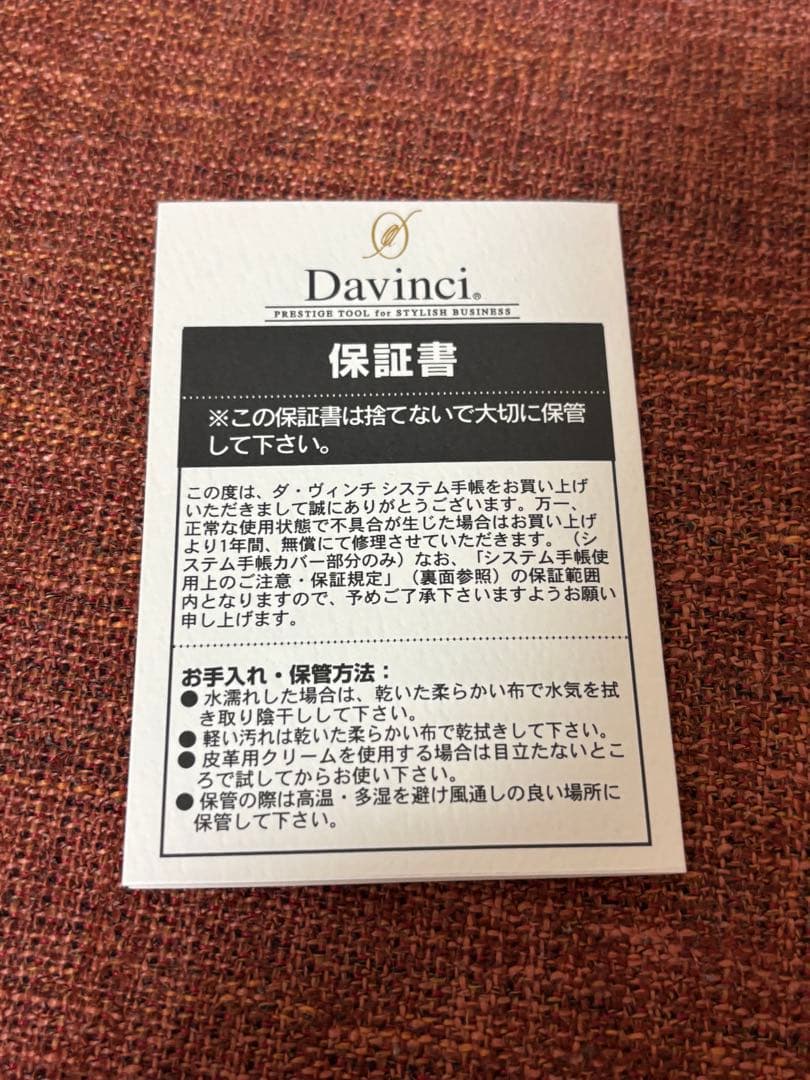 Davinci®
PRESTIGE TOOL for STYLISH BUSINESS
保証書
※この保証書は捨てないで大切に保管
して下さい。
この度は、ダ・ヴィンチ システム手帳をお買い上げ
いただきまして誠にありがとうございます。万一、
正常な使用状態で不具合が生じた場合はお買い上げ
より1年間、無償にて修理させていただきます。（シ
ステム手帳カバー部分のみ）なお、「システム手帳使
用上のご注意・保証規定」（裏面参照）の保証範囲
内となりますので、予めご了承下さいますようお願い
申し上げます。
お手入れ・保管方法：
● 水濡れした場合は、乾いた柔らかい布で水気を拭
き取り陰干しして下さい。
● 軽い汚れは乾いた柔らかい布で乾拭きして下さい。
● 皮革用クリームを使用する場合は目立たないとこ
ろで試してからお使い下さい。
● 保管の際は高温・多湿を避け風通しの良い場所に
保管して下さい。